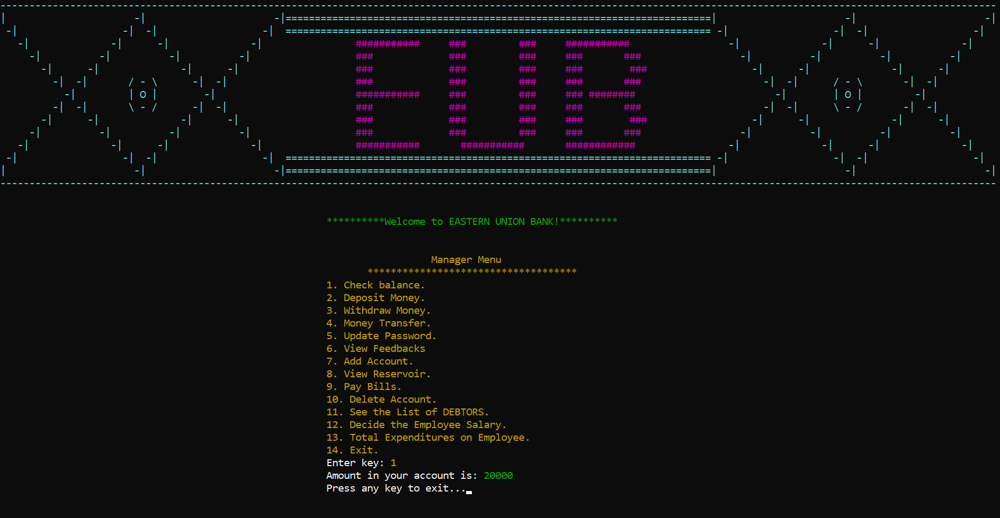 EUB
**********Welcome to EASTERN UNION BANK!**********
Manager Menu
************************************
1. Check balance.
2. Deposit Money.
3. Withdraw Money.
4. Money Transfer.
5. Update Password.
6. View Feedbacks
7. Add Account.
8. View Reservoir.
9. Pay Bills.
10. Delete Account.
11. See the List of DEBTORS.
12. Decide the Employee Salary.
13. Total Expenditures on Employee.
14. Exit.
Enter key: 1
Amount in your account is: 20000
Press any key to exit...